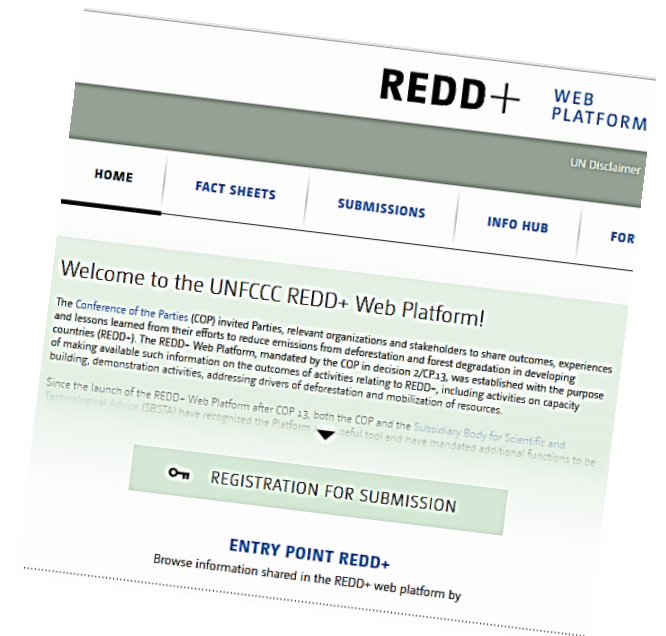 REDD+ WEB
PLATFORM
UN Disclaimer
HOME FACT SHEETS SUBMISSIONS INFO HUB FOR
Welcome to the UNFCCC REDD+ Web Platform!
The Conference of the Parties (COP) invited Parties, relevant organizations and stakeholders to share outcomes, experiences
and lessons learned from their efforts to reduce emissions from deforestation and forest degradation in developing
countries (REDD+). The REDD+ Web Platform, mandated by the COP in decision 2/CP.13, was established with the purpose
of making available such information on the outcomes of activities relating to REDD+, including activities on capacity
building, demonstration activities, addressing drivers of deforestation and mobilization of resources.
Since the launch of the REDD+ Web Platform after COP 13, both the COP and the Subsidiary Body for Scientific and
Technological Advice (SBSTA) have recognized the Platform useful tool and have mandated additional functions to be
REGISTRATION FOR SUBMISSION
ENTRY POINT REDD+
Browse information shared in the REDD+ web platform by